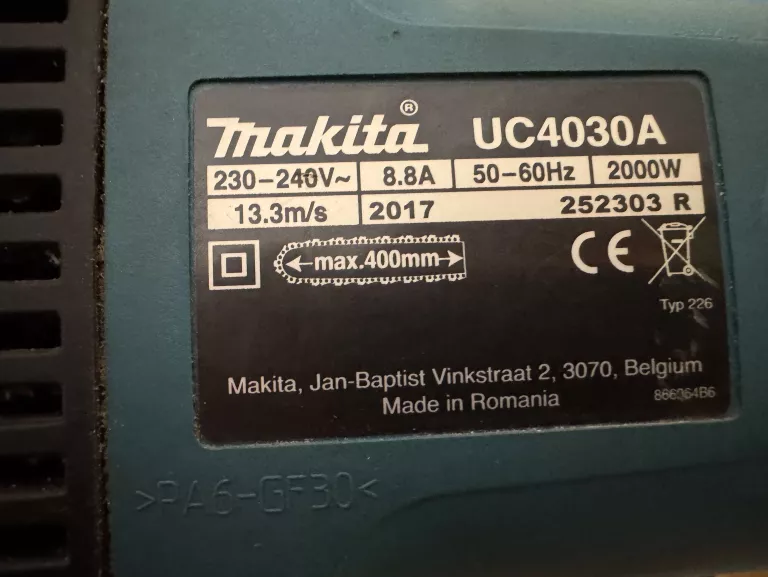 makita® UC4030A
230-240V~ 8.8A 50-60Hz 2000W
13.3m/s 2017 252303 R
max.400mm
CE
Typ 226
Makita, Jan-Baptist Vinkstraat 2, 3070, Belgium
Made in Romania
>PA6-GF30<